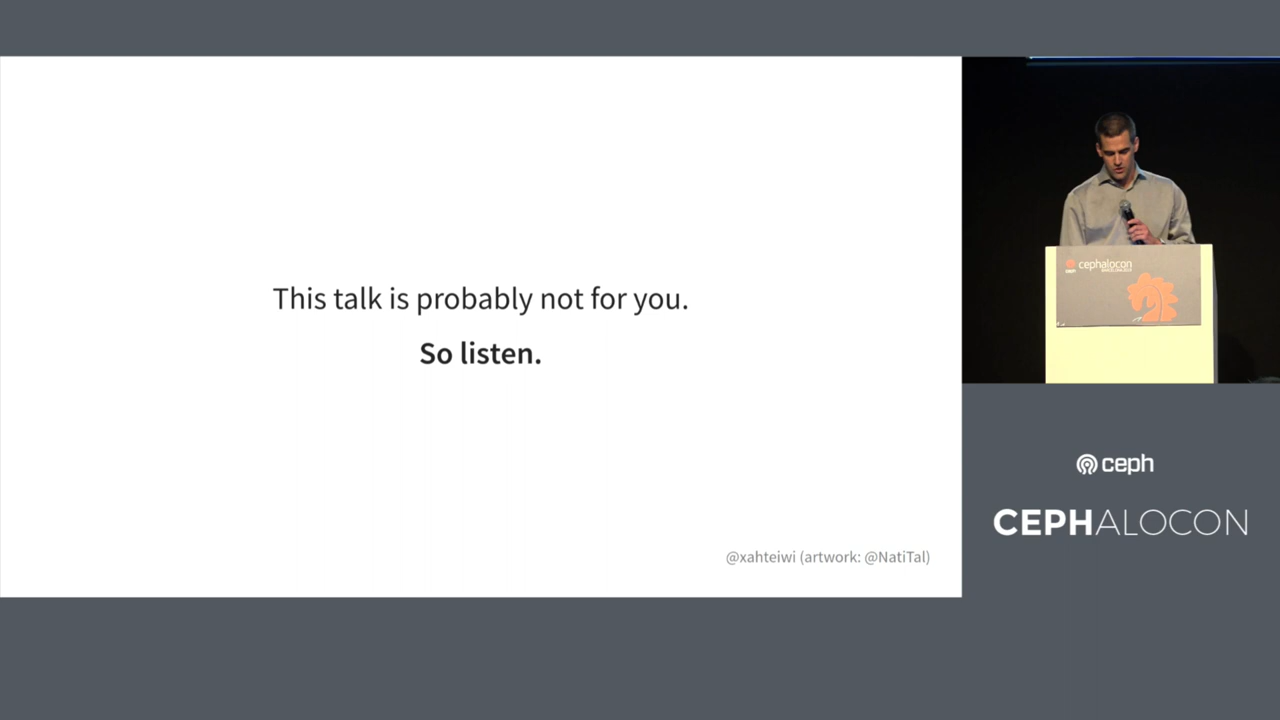 This talk is probably not for you.
So listen.
@xahteiwi (artwork: @NatiTal)
cephalocon
ceph
CEPHALOCON